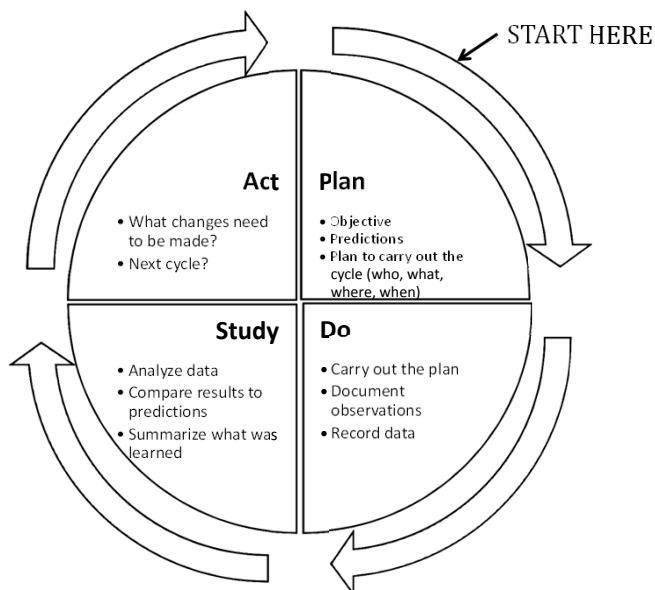 START HERE
Act
• What changes need
to be made?
• Next cycle?
Plan
• Objective
• Predictions
• Plan to carry out the
cycle (who, what,
where, when)
Study
• Analyze data
• Compare results to
predictions
• Summarize what was
learned
Do
• Carry out the plan
• Document
observations
• Record data